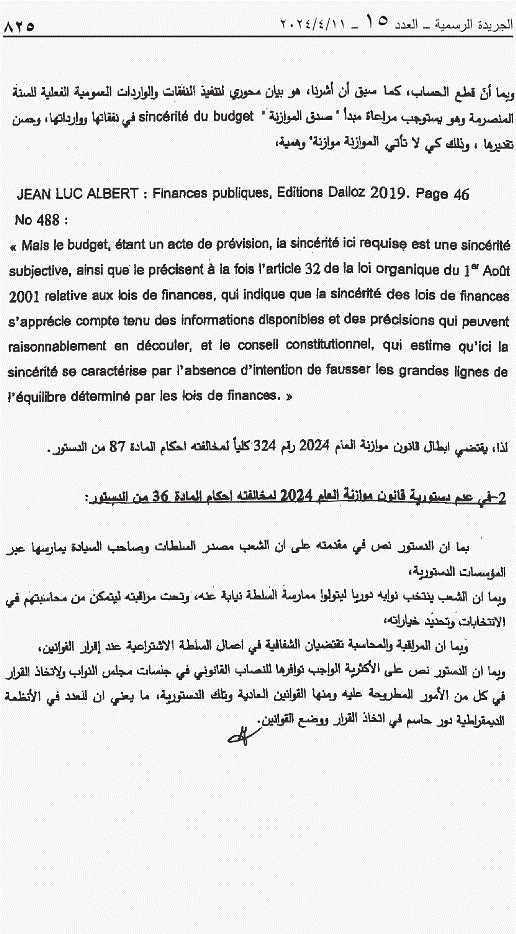 الجريدة الرسمية ــ العدد ١٥ ــ ٢٠٢٤/٤/١١ ٨٢٥
وبما أنّ قطع الحساب، كما سبق أن أشرنا، هو بيان محوري لتنفيذ النفقات والواردات العمومية الفعلية للسنة
المنصرمة وهو يستوجب مراعاة مبدأ " صدق الموازنة " sincérité du budget في نفقاتها ووارداتها، وحسن
تقديرها ، وذلك كي لا تأتي الموازنة موازنةً وهمية،
JEAN LUC ALBERT : Finances publiques, Editions Dalloz 2019. Page 46
No 488 :
« Mais le budget, étant un acte de prévision, la sincérité ici requise est une sincérité
subjective, ainsi que le précisent à la fois l’article 32 de la loi organique du 1er Août
2001 relative aux lois de finances, qui indique que la sincérité des lois de finances
s’apprécie compte tenu des informations disponibles et des précisions qui peuvent
raisonnablement en découler, et le conseil constitutionnel, qui estime qu’ici la
sincérité se caractérise par l’absence d’intention de fausser les grandes lignes de
l’équilibre déterminé par les lois de finances. »
لذا، يقتضي ابطال قانون موازنة العام 2024 رقم 324 كلياً لمخالفته احكام المادة 87 من الدستور.
2-في عدم دستورية قانون موازنة العام 2024 لمخالفته احكام المادة 36 من الدستور:
بما ان الدستور نص في مقدمته على ان الشعب مصدر السلطات وصاحب السيادة يمارسها عبر
المؤسسات الدستورية،
وبما ان الشعب ينتخب نوابه دوريا ليتولوا ممارسة السلطة نيابة عنه، وتحت مراقبته ليتمكن من محاسبتهم في
الانتخابات وتحديد خياراته،
وبما ان المراقبة والمحاسبة تقتضيان الشفافية في اعمال السلطة الاشتراعية عند إقرار القوانين،
وبما ان الدستور نص على الأكثرية الواجب توافرها للنصاب القانوني في جلسات مجلس النواب ولاتخاذ القرار
في كل من الأمور المطروحة عليه ومنها القوانين العادية وتلك الدستورية، ما يعني ان للعدد في الأنظمة
الديمقراطية دور حاسم في اتخاذ القرار ووضع القوانين.